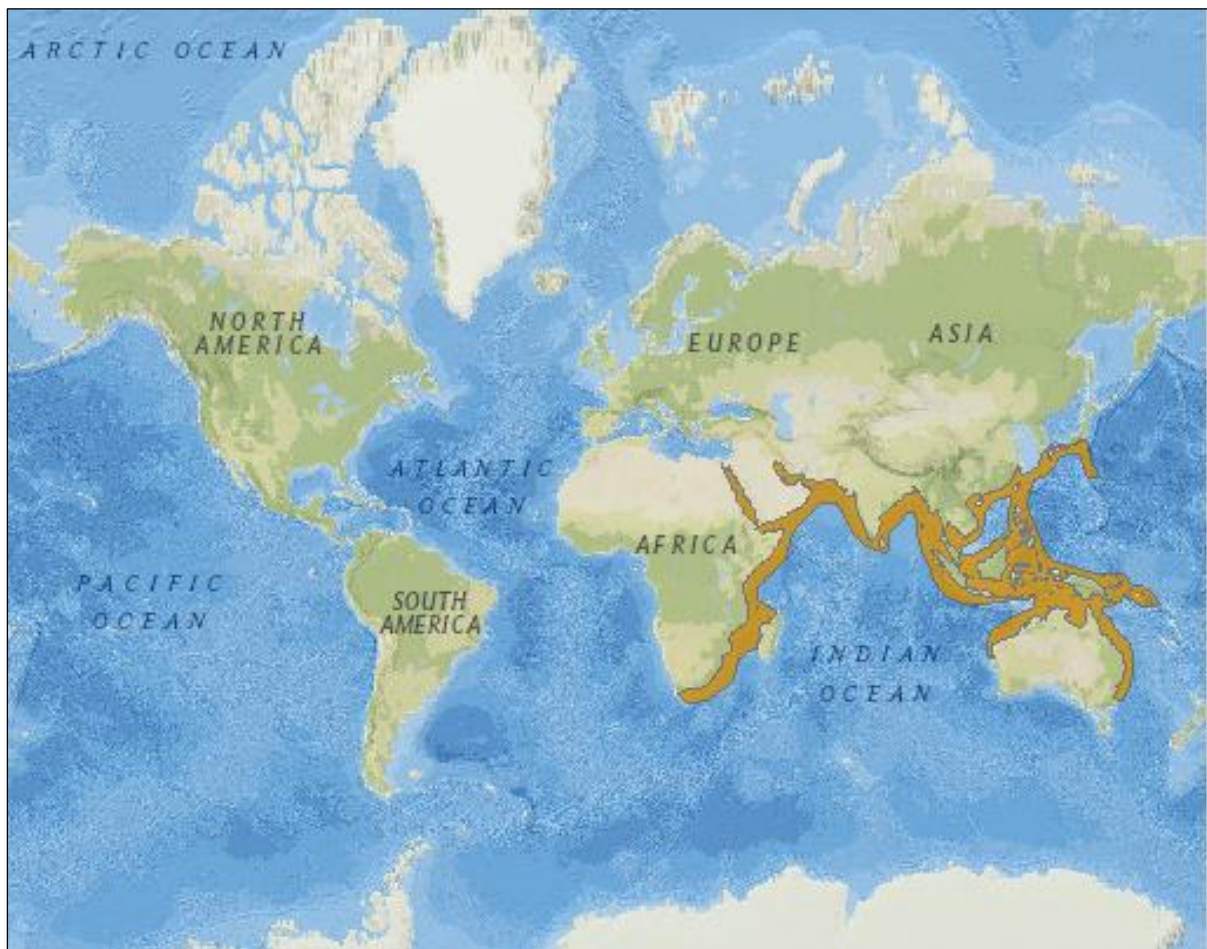 ARCTIC OCEAN
NORTH
AMERICA
EUROPE
ASIA
ATLANTIC
OCEAN
AFRICA
PACIFIC
OCEAN
SOUTH
AMERICA
INDIAN
OCEAN